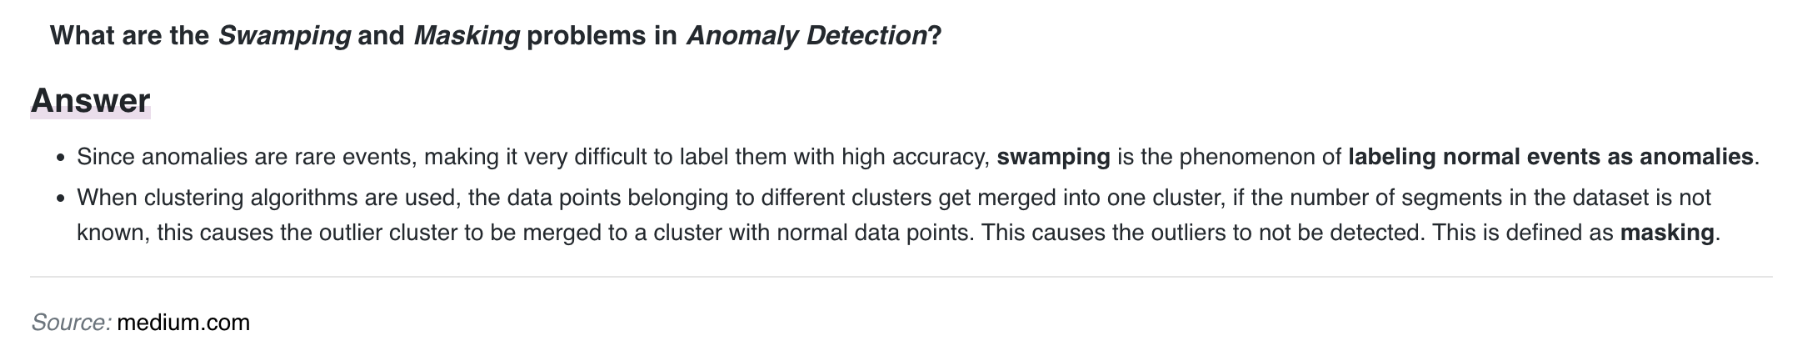 What are the Swamping and Masking problems in Anomaly Detection?
Answer
• Since anomalies are rare events, making it very difficult to label them with high accuracy, swamping is the phenomenon of labeling normal events as anomalies.
• When clustering algorithms are used, the data points belonging to different clusters get merged into one cluster, if the number of segments in the dataset is not
known, this causes the outlier cluster to be merged to a cluster with normal data points. This causes the outliers to not be detected. This is defined as masking.
Source: medium.com